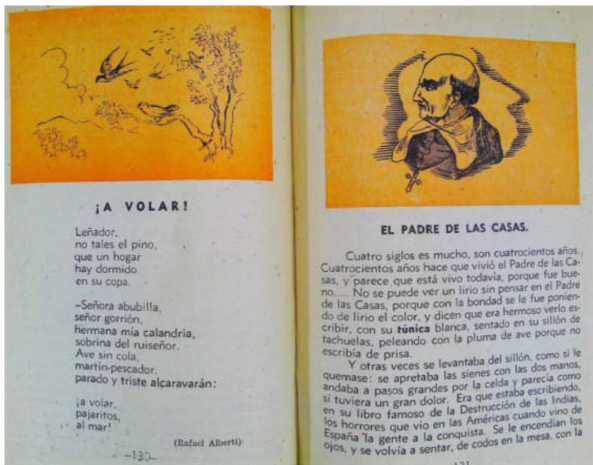 ¡A VOLAR!
Leñador,
no tales el pino,
que un hogar
hay dormido
en su copa.
—Señora abubilla,
señor gorrión,
hermana mía calandria,
sobrina del ruiseñor.
Ave sin cola,
martín-pescador,
parado y triste alcaravarán:
¡a volar,
pajaritos,
al mar!
(Rafael Alberti)
—130—
EL PADRE DE LAS CASAS.
Cuatro siglos es mucho, son cuatrocientos años.
Cuatrocientos años hace que vivió el Padre de las Ca-
sas, y parece que está vivo todavía, porque fue bue-
no.... No se puede ver un lirio sin pensar en el Padre
de las Casas, porque con la bondad se le fue ponien-
do de lirio el color, y dicen que era hermoso verlo es-
cribir, con su túnica blanca, sentado en su sillón de
tachuelas, peleando con la pluma de ave porque no
escribía de prisa.
Y otras veces se levantaba del sillón, como si le
quemase: se apretaba las sienes con las dos manos,
andaba a pasos grandes por la celda y parecía como
si tuviera un gran dolor. Era que estaba escribiendo,
en su libro famoso de la Destrucción de las Indias,
los horrores que vio en las Américas cuando vino de
España la gente a la conquista. Se le encendían los
ojos, y se volvía a sentar, de codos en la mesa, con la